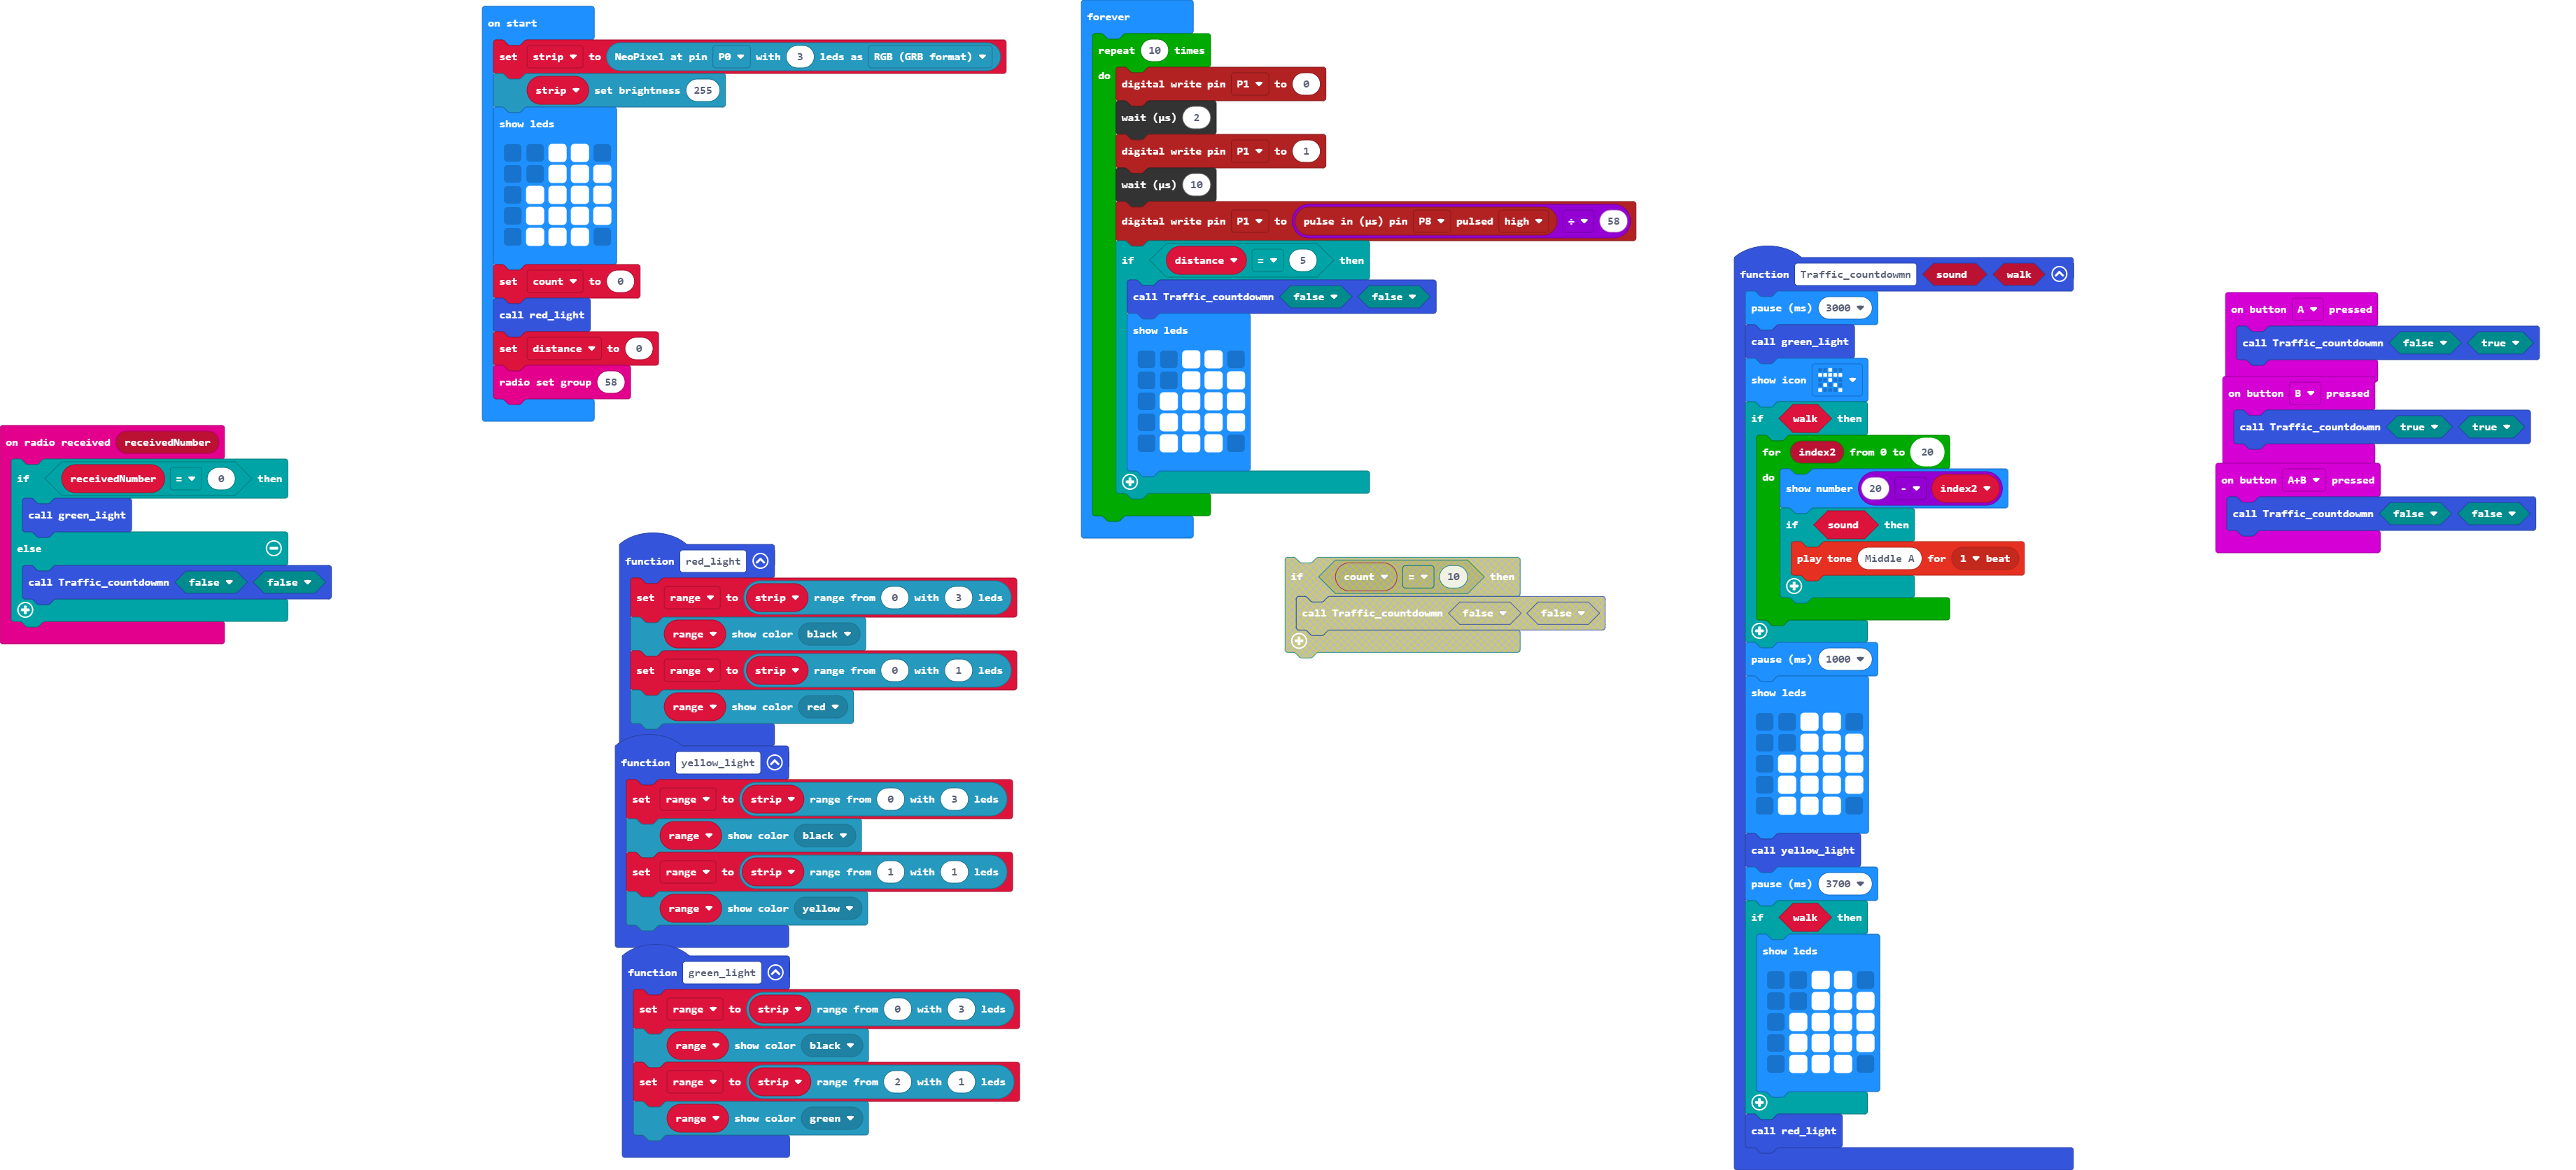 on start
set strip to NeoPixel at pin P0 with 3 leds as RGB (GRB format)
strip set brightness 255
show leds
set count to 0
call red_light
set distance to 0
radio set group 58
on radio received receivedNumber
if receivedNumber = 0 then
call green_light
else
call Traffic_countdowmn false false
function red_light
set range to strip range from 0 with 3 leds
range show color black
set range to strip range from 0 with 1 leds
range show color red
function yellow_light
set range to strip range from 0 with 3 leds
range show color black
set range to strip range from 1 with 1 leds
range show color yellow
function green_light
set range to strip range from 0 with 3 leds
range show color black
set range to strip range from 2 with 1 leds
range show color green
forever
repeat 10 times
do
digital write pin P1 to 0
wait (µs) 2
digital write pin P1 to 1
wait (µs) 10
digital write pin P1 to pulse in (µs) pin P8 pulsed high ÷ 58
if distance = 5 then
call Traffic_countdowmn false false
show leds
if count = 10 then
call Traffic_countdowmn false false
function Traffic_countdowmn sound walk
pause (ms) 3000
call green_light
show icon
if walk then
for index2 from 0 to 20
do
show number 20 - index2
if sound then
play tone Middle A for 1 beat
pause (ms) 1000
show leds
call yellow_light
pause (ms) 3700
if walk then
show leds
call red_light
on button A pressed
call Traffic_countdowmn false true
on button B pressed
call Traffic_countdowmn true true
on button A+B pressed
call Traffic_countdowmn false false